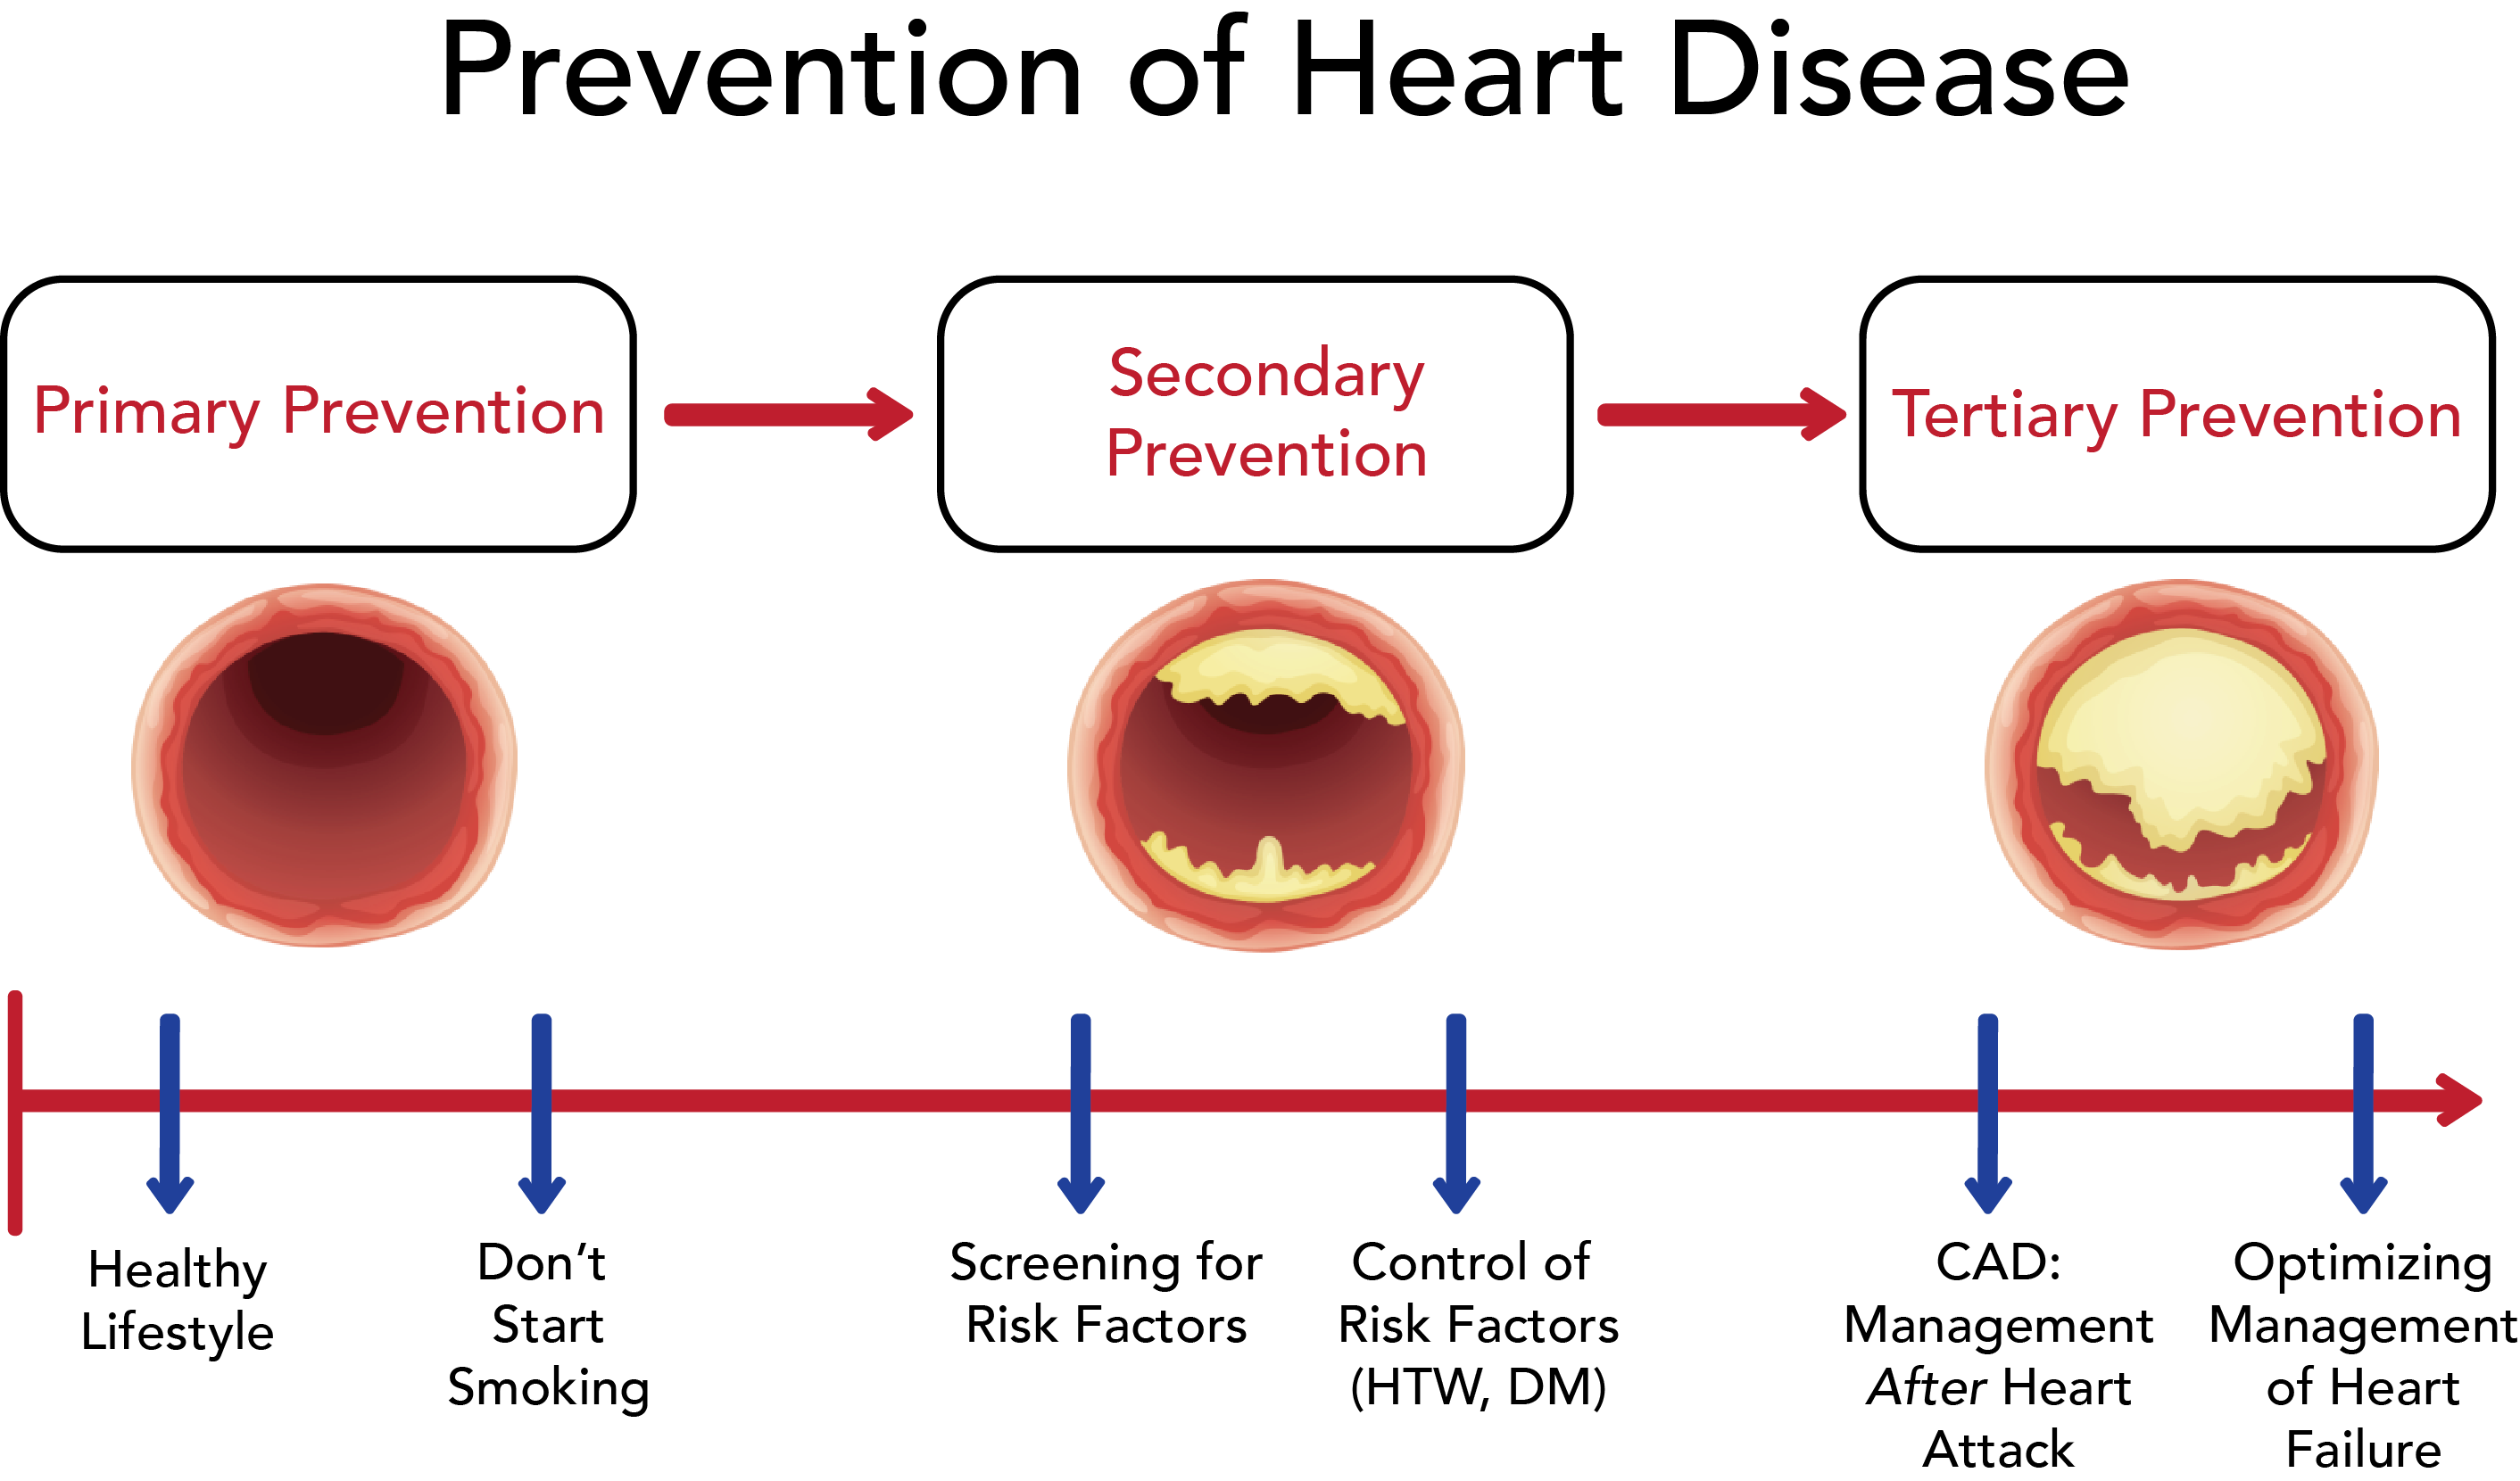 Prevention of Heart Disease
Primary Prevention
Secondary
Prevention
Tertiary Prevention
Healthy
Lifestyle
Don’t
Start
Smoking
Screening for
Risk Factors
Control of
Risk Factors
(HTW, DM)
CAD:
Management
After Heart
Attack
Optimizing
Management
of Heart
Failure